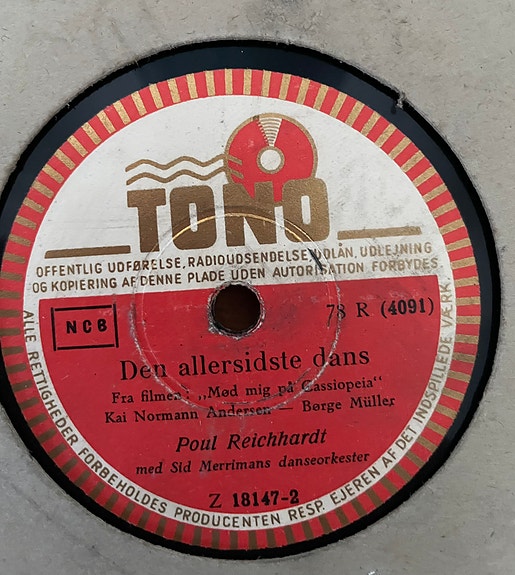 TONO
OFFENTLIG UDFØRELSE, RADIOUDSENDELSE, UDLÅN, UDLEJNING
OG KOPIERING AF DENNE PLADE UDEN AUTORISATION FORBYDES.
NCB
78 R (4091)
Den allersidste dans
Fra filmen: „Mød mig på Cassiopeia“
Kai Normann Andersen — Børge Müller
Poul Reichhardt
med Sid Merrimans danseorkester
Z 18147-2
ALLE RETTIGHEDER FORBEHOLDES PRODUCENTEN RESP. EJEREN AF DET INDSPILLEDE VÆRK.